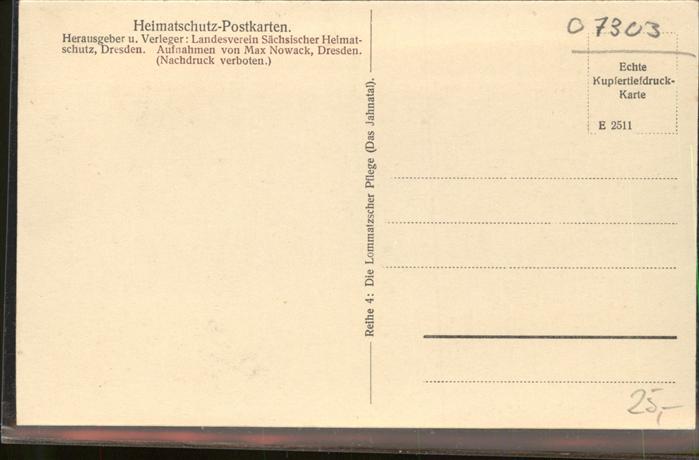 Heimatschutz-Postkarten.
Herausgeber u. Verleger: Landesverein Sächsischer Heimat-
schutz, Dresden. Aufnahmen von Max Nowack, Dresden.
(Nachdruck verboten.)
Reihe 4: Die Lommatzscher Pflege (Das Jahnatal).
07303
Echte
Kupfertiefdruck-
Karte
E 2511
25,-